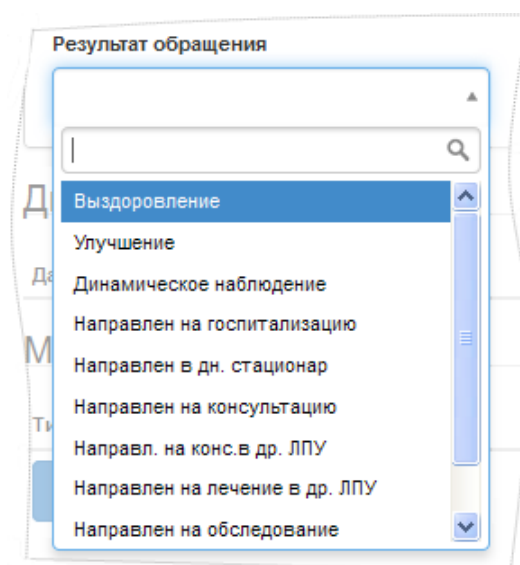 Результат обращения
Выздоровление
Улучшение
Динамическое наблюдение
Направлен на госпитализацию
Направлен в дн. стационар
Направлен на консультацию
Направл. на конс.в др. ЛПУ
Направлен на лечение в др. ЛПУ
Направлен на обследование